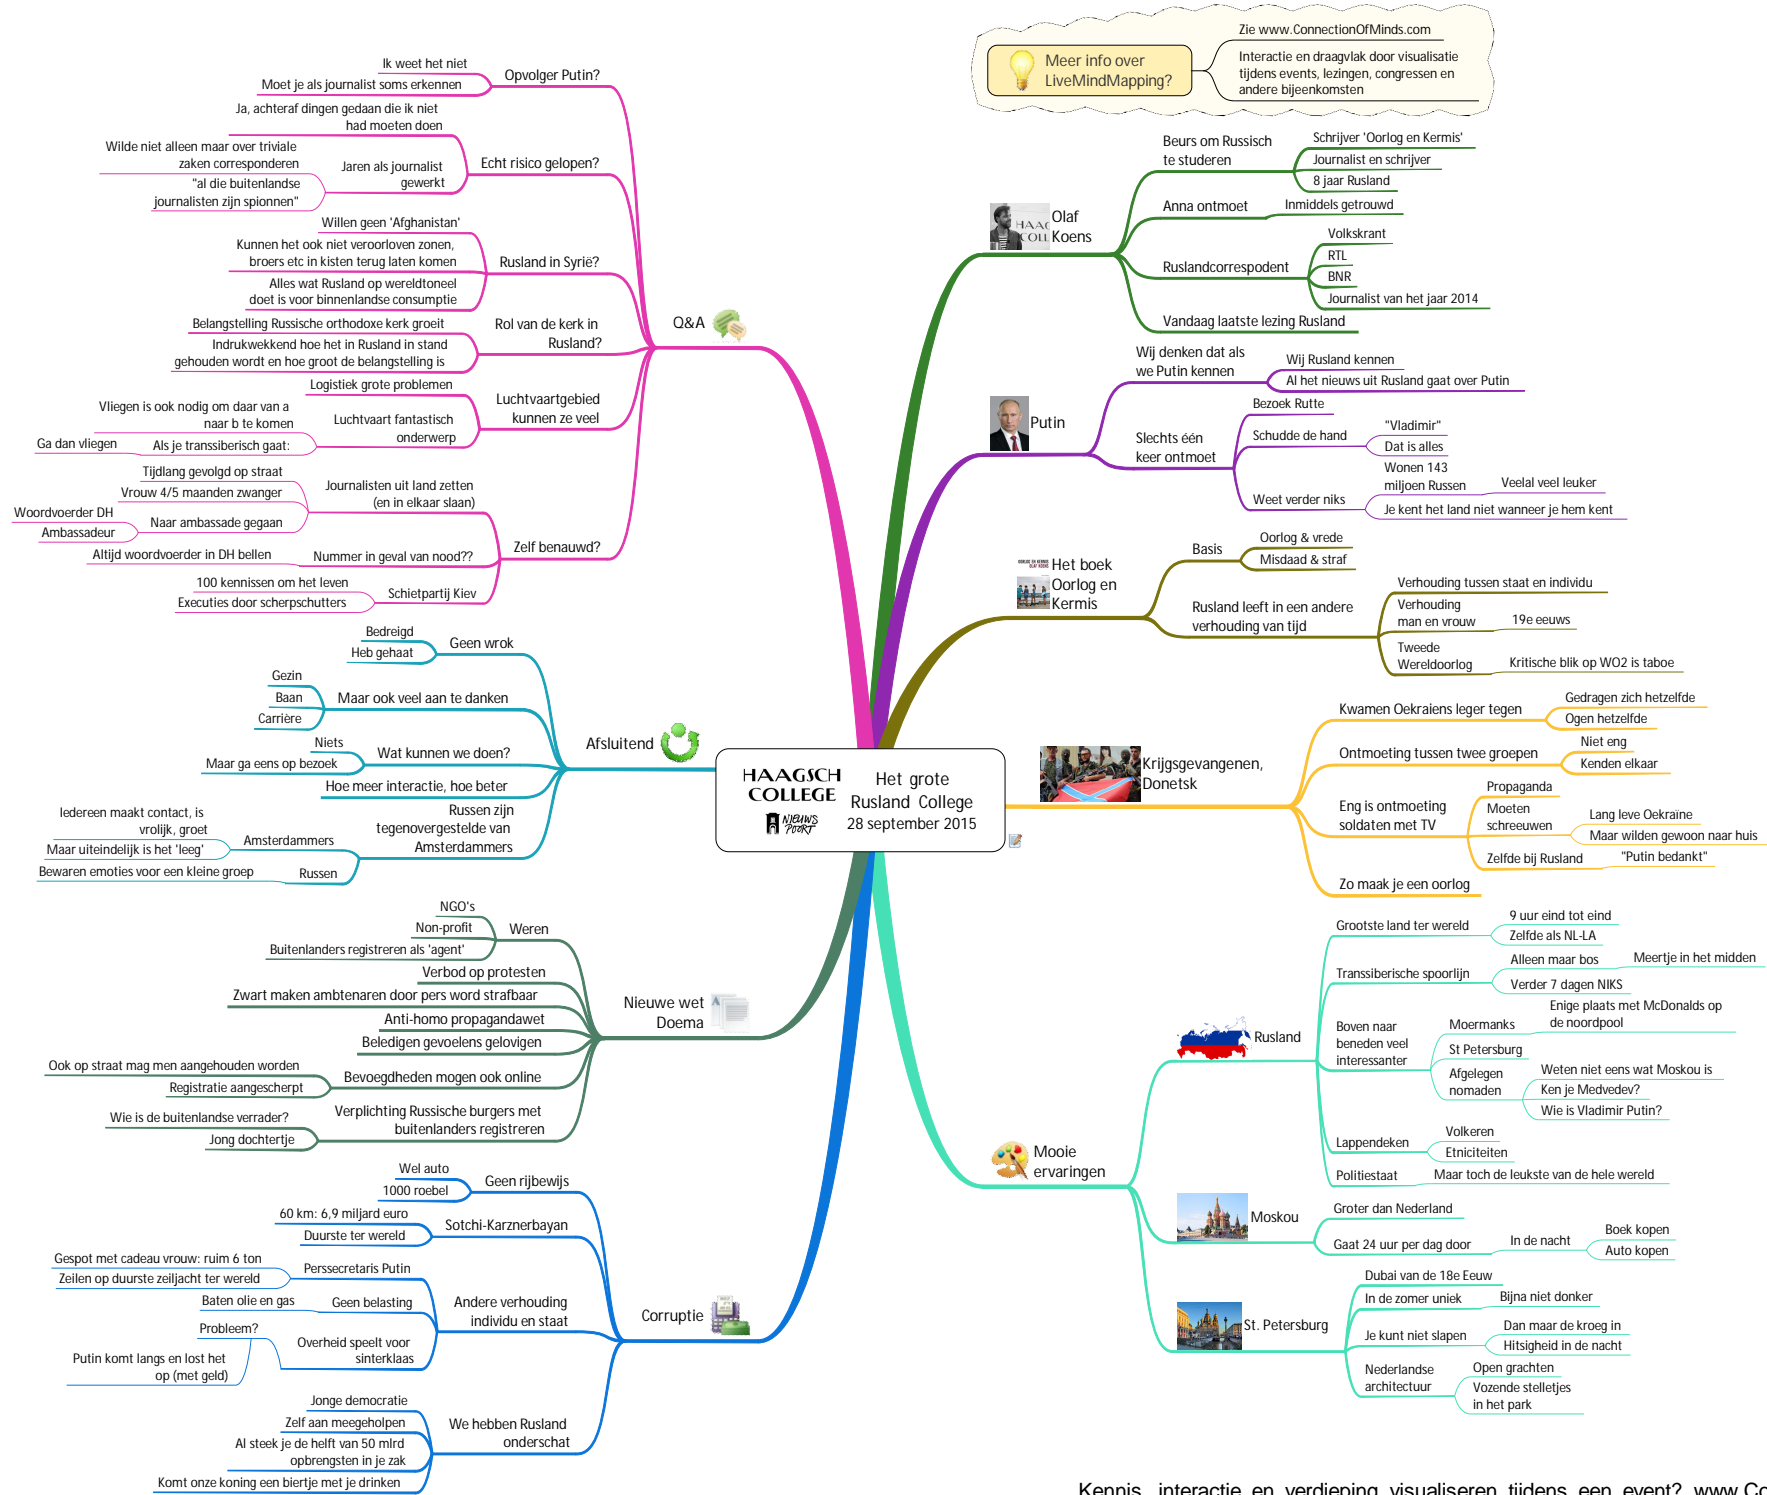 Zie www.ConnectionOfMinds.com
Meer info over
LiveMindMapping?
Interactie en draagvlak door visualisatie
tijdens events, lezingen, congressen en
andere bijeenkomsten
HAAGSCH
COLLEGE
NIEUWS
POORT
Het grote
Rusland College
28 september 2015
Olaf
Koens
Beurs om Russisch
te studeren
Schrijver 'Oorlog en Kermis'
Journalist en schrijver
8 jaar Rusland
Anna ontmoet
Inmiddels getrouwd
Ruslandcorrespodent
Volkskrant
RTL
BNR
Journalist van het jaar 2014
Vandaag laatste lezing Rusland
Putin
Wij denken dat als
we Putin kennen
Wij Rusland kennen
Al het nieuws uit Rusland gaat over Putin
Slechts één
keer ontmoet
Bezoek Rutte
Schudde de hand
"Vladimir"
Dat is alles
Weet verder niks
Wonen 143
miljoen Russen
Veelal veel leuker
Je kent het land niet wanneer je hem kent
Het boek
Oorlog en
Kermis
Basis
Oorlog & vrede
Misdaad & straf
Rusland leeft in een andere
verhouding van tijd
Verhouding tussen staat en individu
Verhouding
man en vrouw
19e eeuws
Tweede
Wereldoorlog
Kritische blik op WO2 is taboe
Krijgsgevangenen,
Donetsk
Kwamen Oekraiens leger tegen
Gedragen zich hetzelfde
Ogen hetzelfde
Ontmoeting tussen twee groepen
Niet eng
Kenden elkaar
Eng is ontmoeting
soldaten met TV
Propaganda
Moeten
schreeuwen
Lang leve Oekraïne
Maar wilden gewoon naar huis
Zelfde bij Rusland
"Putin bedankt"
Zo maak je een oorlog
Mooie
ervaringen
Rusland
Grootste land ter wereld
9 uur eind tot eind
Zelfde als NL-LA
Transsiberische spoorlijn
Alleen maar bos
Meertje in het midden
Verder 7 dagen NIKS
Boven naar
beneden veel
interessanter
Moermanks
Enige plaats met McDonalds op
de noordpool
St Petersburg
Afgelegen
nomaden
Weten niet eens wat Moskou is
Ken je Medvedev?
Wie is Vladimir Putin?
Lappendeken
Volkeren
Etniciteiten
Politiestaat
Maar toch de leukste van de hele wereld
Moskou
Groter dan Nederland
Gaat 24 uur per dag door
In de nacht
Boek kopen
Auto kopen
St. Petersburg
Dubai van de 18e Eeuw
In de zomer uniek
Bijna niet donker
Je kunt niet slapen
Dan maar de kroeg in
Hitsigheid in de nacht
Nederlandse
architectuur
Open grachten
Vozende stelletjes
in het park
Q&A
Opvolger Putin?
Ik weet het niet
Moet je als journalist soms erkennen
Echt risico gelopen?
Ja, achteraf dingen gedaan die ik niet
had moeten doen
Jaren als journalist
gewerkt
Wilde niet alleen maar over triviale
zaken corresponderen
"al die buitenlandse
journalisten zijn spionnen"
Rusland in Syrië?
Willen geen 'Afghanistan'
Kunnen het ook niet veroorloven zonen,
broers etc in kisten terug laten komen
Alles wat Rusland op wereldtoneel
doet is voor binnenlandse consumptie
Rol van de kerk in
Rusland?
Belangstelling Russische orthodoxe kerk groeit
Indrukwekkend hoe het in Rusland in stand
gehouden wordt en hoe groot de belangstelling is
Luchtvaartgebied
kunnen ze veel
Logistiek grote problemen
Luchtvaart fantastisch
onderwerp
Vliegen is ook nodig om daar van a
naar b te komen
Als je transsiberisch gaat:
Ga dan vliegen
Zelf benauwd?
Journalisten uit land zetten
(en in elkaar slaan)
Tijdlang gevolgd op straat
Vrouw 4/5 maanden zwanger
Naar ambassade gegaan
Woordvoerder DH
Ambassadeur
Nummer in geval van nood??
Altijd woordvoerder in DH bellen
Schietpartij Kiev
100 kennissen om het leven
Executies door scherpschutters
Afsluitend
Geen wrok
Bedreigd
Heb gehaat
Maar ook veel aan te danken
Gezin
Baan
Carrière
Wat kunnen we doen?
Niets
Maar ga eens op bezoek
Hoe meer interactie, hoe beter
Russen zijn
tegenovergestelde van
Amsterdammers
Amsterdammers
Iedereen maakt contact, is
vrolijk, groet
Maar uiteindelijk is het 'leeg'
Russen
Bewaren emoties voor een kleine groep
Nieuwe wet
Doema
Weren
NGO's
Non-profit
Buitenlanders registreren als 'agent'
Verbod op protesten
Zwart maken ambtenaren door pers word strafbaar
Anti-homo propagandawet
Beledigen gevoelens gelovigen
Bevoegdheden mogen ook online
Ook op straat mag men aangehouden worden
Registratie aangescherpt
Verplichting Russische burgers met
buitenlanders registreren
Wie is de buitenlandse verrader?
Jong dochtertje
Corruptie
Geen rijbewijs
Wel auto
1000 roebel
Sotchi-Karznerbayan
60 km: 6,9 miljard euro
Duurste ter wereld
Andere verhouding
individu en staat
Perssecretaris Putin
Gespot met cadeau vrouw: ruim 6 ton
Zeilen op duurste zeiljacht ter wereld
Geen belasting
Baten olie en gas
Overheid speelt voor
sinterklaas
Probleem?
Putin komt langs en lost het
op (met geld)
We hebben Rusland
onderschat
Jonge democratie
Zelf aan meegeholpen
Al steek je de helft van 50 mlrd
opbrengsten in je zak
Komt onze koning een biertje met je drinken
Kennis, interactie en verdieping visualiseren tijdens een event? www.Co